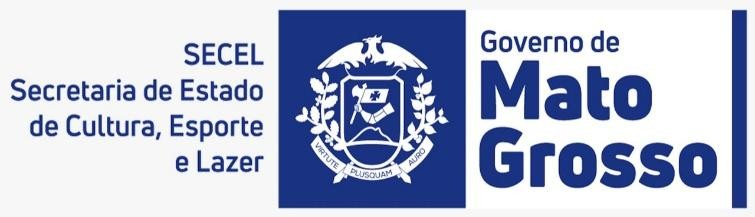 SECEL
Secretaria de Estado
de Cultura, Esporte
e Lazer
VIRTUTE PLUSQUAM AURO
Governo de
Mato
Grosso